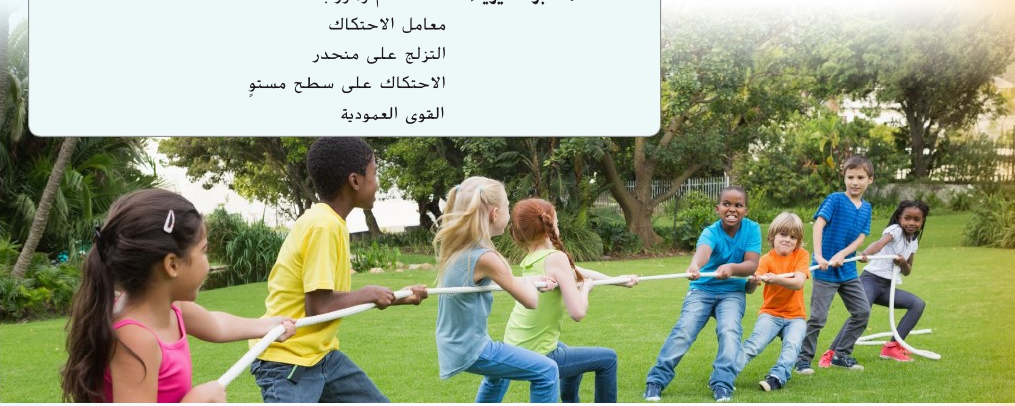 معامل الاحتكاك
التزلج على منحدر
الاحتكاك على سطح مستوٍ
القوى العمودية